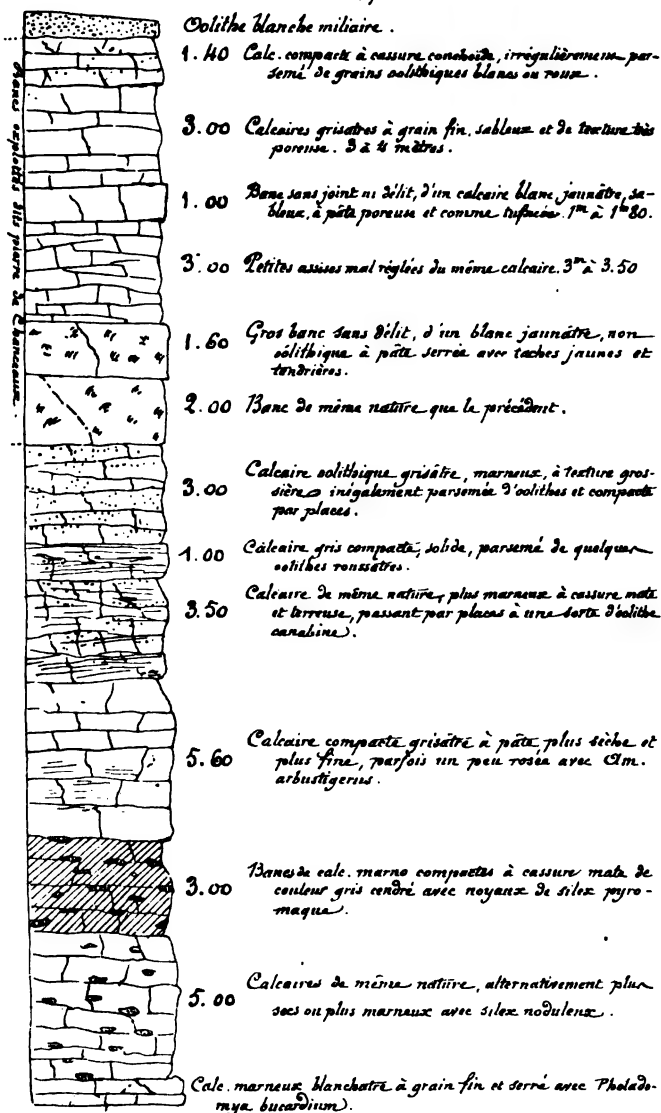 Oolithe blanche miliaire.
1.40 Calc. compacte à cassure conchoïde, irrégulièrement par-
semé de grains oolithiques blancs ou roux.
3.00 Calcaires grisatres à grain fin, sableux et de texture très
poreuse. 3 à 4 mètres.
1.00 Banc sans joint ni délit, d'un calcaire blanc jaunâtre, sa-
bleux, à pâte poreuse et comme tufacée. 1m à 1m80.
3.00 Petites assises mal réglées du même calcaire. 3m à 3.50
1.60 Gros banc sans délit, d'un blanc jaunâtre, non
oolithique à pâte serrée avec taches jaunes et
tendrières.
2.00 Banc de même nature que le précédent.
3.00 Calcaire oolithique grisâtre, marneux, à texture gros-
sière inégalement parsemée d'oolithes et compacte
par places.
1.00 Calcaire gris compacte, solide, parsemé de quelques
oolithes roussatres.
3.50 Calcaire de même nature, plus marneux à cassure mate
et terreuse, passant par places à une sorte d'oolithe
canabine.
5.60 Calcaire compacte grisâtre à pâte plus sèche et
plus fine, parfois un peu rosée avec Am.
arbustigerus.
3.00 Bancs de calc. marno compactes à cassure mate de
couleur gris cendré avec noyaux de silex pyro-
maque.
5.00 Calcaires de même nature, alternativement plus
secs ou plus marneux avec silex noduleux.
Calc. marneux blanchatre à grain fin et serré avec Pholado-
mya bucardium.
Bancs exploités dits pierre de Chanceaux.